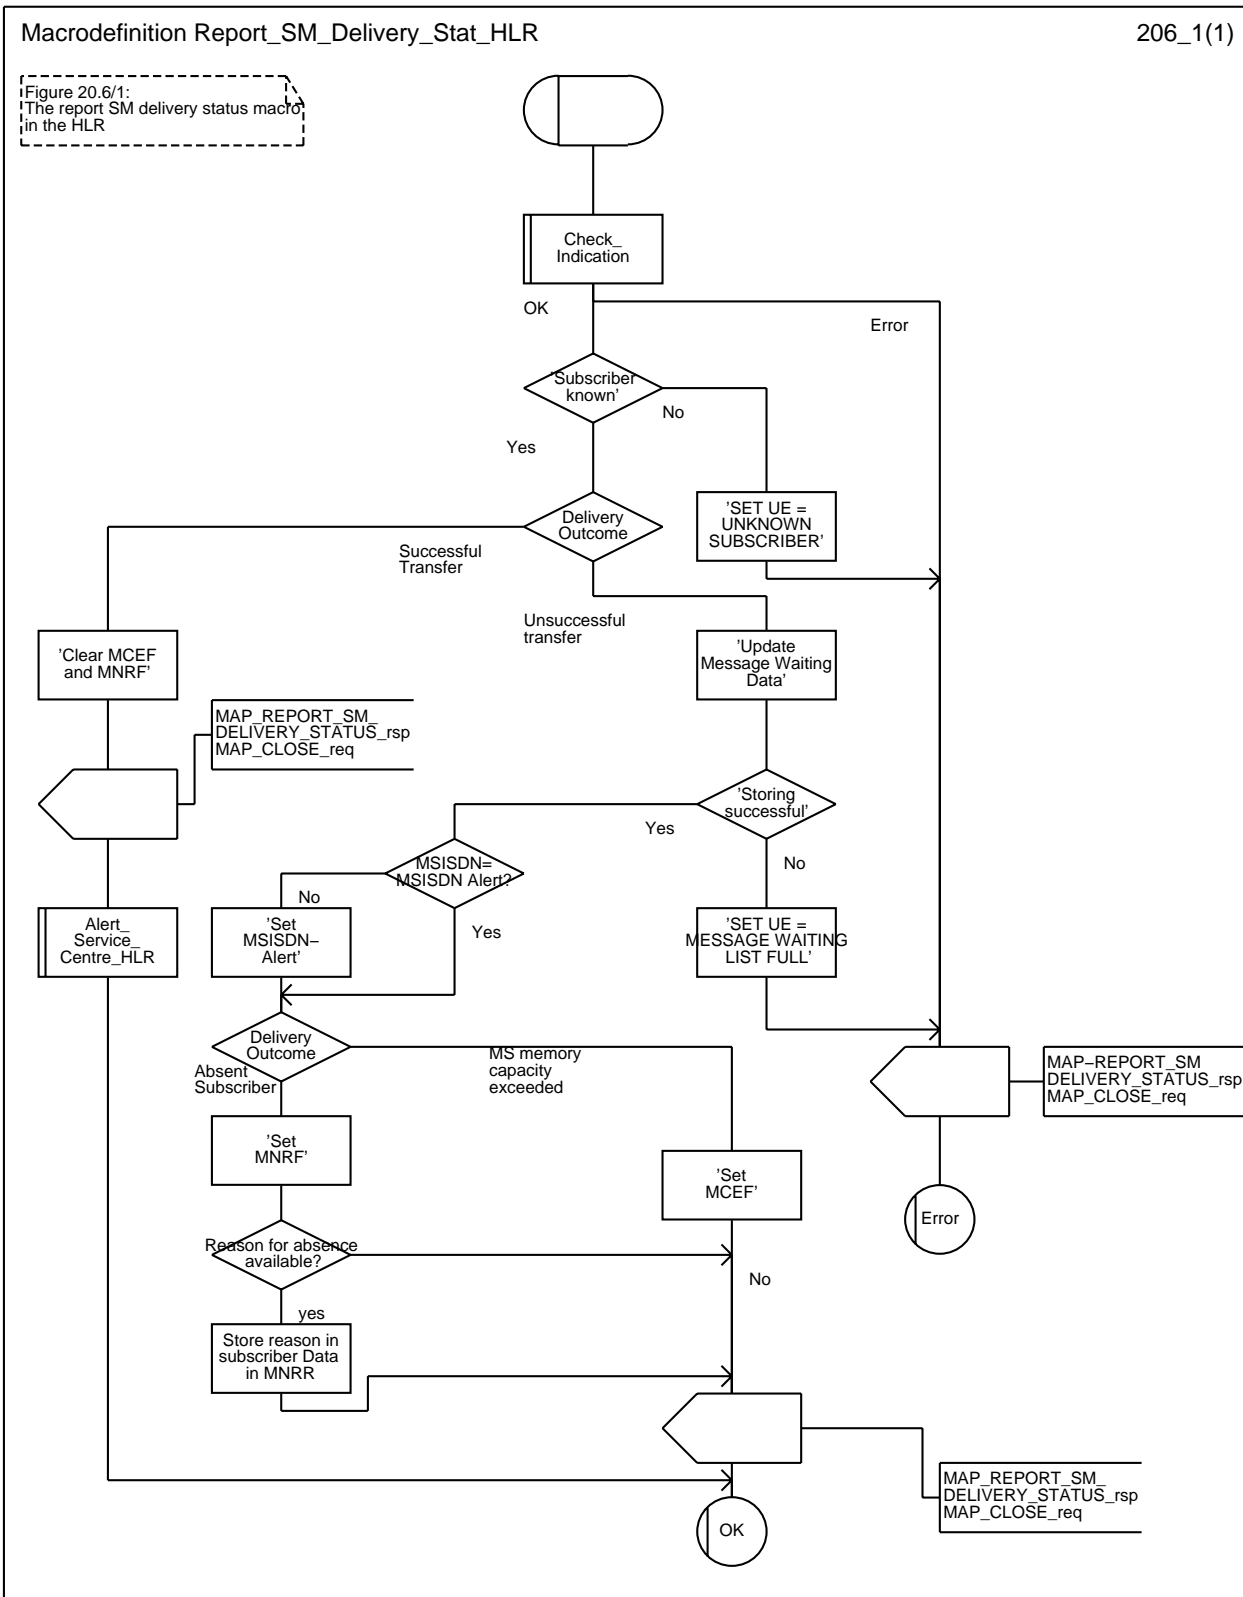 Macrodefinition Report_SM_Delivery_Stat_HLR
206_1(1)
Figure 20.6/1:
The report SM delivery status macro
in the HLR
Check_
Indication
OK
Error
'Subscriber
known'
No
Yes
Delivery
Outcome
'SET UE =
UNKNOWN
SUBSCRIBER'
Successful
Transfer
Unsuccessful
transfer
'Clear MCEF
and MNRF'
'Update
Message Waiting
Data'
MAP_REPORT_SM_
DELIVERY_STATUS_rsp
MAP_CLOSE_req
'Storing
successful'
Yes
No
MSISDN=
MSISDN Alert?
No
Yes
Alert_
Service_
Centre_HLR
'Set
MSISDN−
Alert'
'SET UE =
MESSAGE WAITING
LIST FULL'
Delivery
Outcome
Absent
Subscriber
MS memory
capacity
exceeded
MAP−REPORT_SM
DELIVERY_STATUS_rsp
MAP_CLOSE_req
'Set
MNRF'
'Set
MCEF'
Error
Reason for absence
available?
No
yes
Store reason in
subscriber Data
in MNRR
MAP_REPORT_SM_
DELIVERY_STATUS_rsp
MAP_CLOSE_req
OK